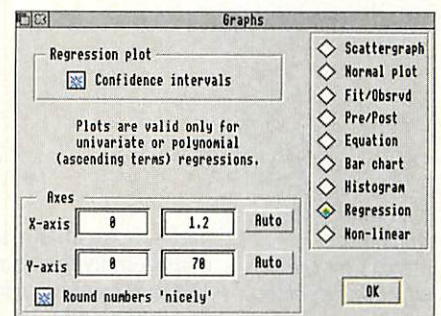 Graphs
Regression plot
Confidence intervals
Plots are valid only for
univariate or polynomial
(ascending terms) regressions.
Axes
X-axis 0 1.2 Auto
Y-axis 0 70 Auto
Round numbers 'nicely'
Scattergraph
Normal plot
Fit/Obsrvd
Pre/Post
Equation
Bar chart
Histogram
Regression
Non-linear
OK